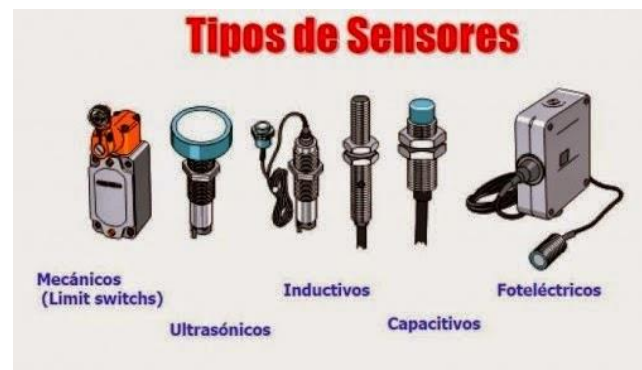 Tipos de Sensores
Mecánicos
(Limit switchs)
Ultrasónicos
Inductivos
Capacitivos
Foteléctricos